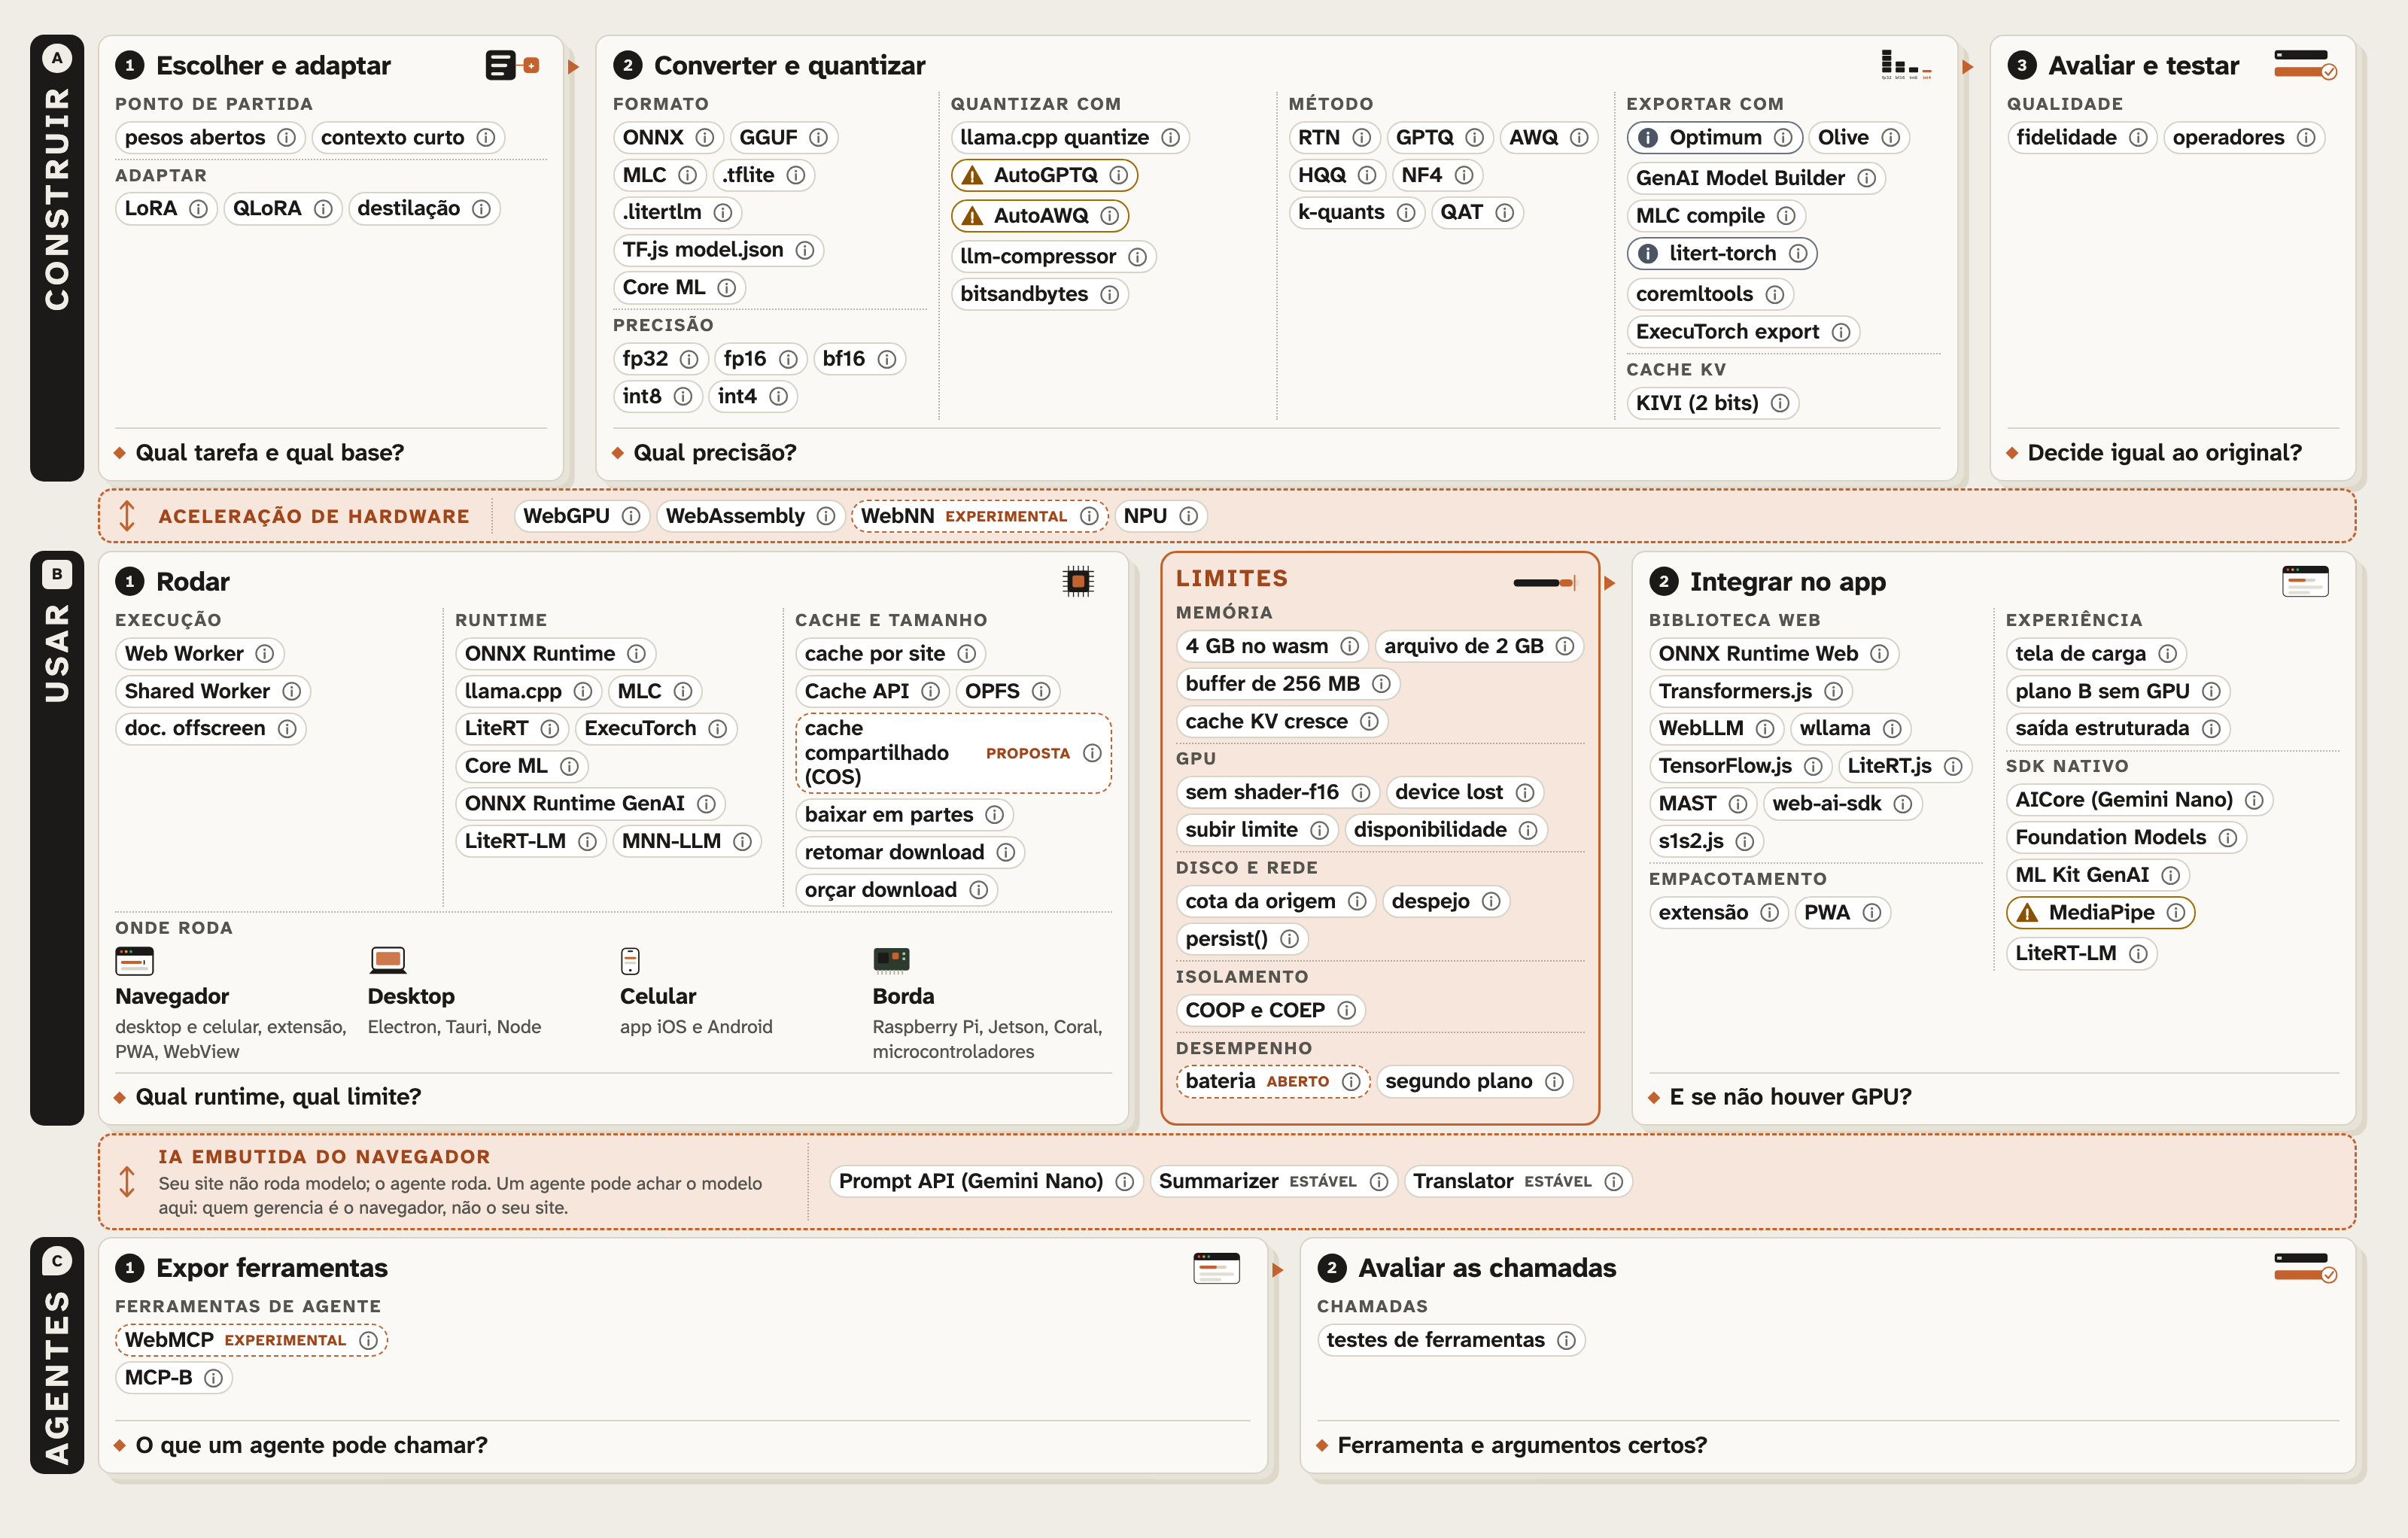 A
CONSTRUIR
1 Escolher e adaptar
PONTO DE PARTIDA
pesos abertos contexto curto
ADAPTAR
LoRA QLoRA destilação
Qual tarefa e qual base?
2 Converter e quantizar
FORMATO
ONNX GGUF
MLC .tflite
.litertlm
TF.js model.json
Core ML
PRECISÃO
fp32 fp16 bf16
int8 int4
QUANTIZAR COM
llama.cpp quantize
AutoGPTQ
AutoAWQ
llm-compressor
bitsandbytes
MÉTODO
RTN GPTQ AWQ
HQQ NF4
k-quants QAT
EXPORTAR COM
Optimum Olive
GenAI Model Builder
MLC compile
litert-torch
coremltools
ExecuTorch export
CACHE KV
KIVI (2 bits)
Qual precisão?
3 Avaliar e testar
QUALIDADE
fidelidade operadores
Decide igual ao original?
ACELERAÇÃO DE HARDWARE
WebGPU WebAssembly WebNN EXPERIMENTAL NPU
B
USAR
1 Rodar
EXECUÇÃO
Web Worker
Shared Worker
doc. offscreen
RUNTIME
ONNX Runtime
llama.cpp MLC
LiteRT ExecuTorch
Core ML
ONNX Runtime GenAI
LiteRT-LM MNN-LLM
CACHE E TAMANHO
cache por site
Cache API OPFS
cache
compartilhado PROPOSTA
(COS)
baixar em partes
retomar download
orçar download
ONDE RODA
Navegador
desktop e celular, extensão,
PWA, WebView
Desktop
Electron, Tauri, Node
Celular
app iOS e Android
Borda
Raspberry Pi, Jetson, Coral,
microcontroladores
Qual runtime, qual limite?
LIMITES
MEMÓRIA
4 GB no wasm arquivo de 2 GB
buffer de 256 MB
cache KV cresce
GPU
sem shader-f16 device lost
subir limite disponibilidade
DISCO E REDE
cota da origem despejo
persist()
ISOLAMENTO
COOP e COEP
DESEMPENHO
bateria ABERTO segundo plano
2 Integrar no app
BIBLIOTECA WEB
ONNX Runtime Web
Transformers.js
WebLLM wllama
TensorFlow.js LiteRT.js
MAST web-ai-sdk
s1s2.js
EMPACOTAMENTO
extensão PWA
EXPERIÊNCIA
tela de carga
plano B sem GPU
saída estruturada
SDK NATIVO
AICore (Gemini Nano)
Foundation Models
ML Kit GenAI
MediaPipe
LiteRT-LM
E se não houver GPU?
IA EMBUTIDA DO NAVEGADOR
Seu site não roda modelo; o agente roda. Um agente pode achar o modelo
aqui: quem gerencia é o navegador, não o seu site.
Prompt API (Gemini Nano) Summarizer ESTÁVEL Translator ESTÁVEL
C
AGENTES
1 Expor ferramentas
FERRAMENTAS DE AGENTE
WebMCP EXPERIMENTAL
MCP-B
O que um agente pode chamar?
2 Avaliar as chamadas
CHAMADAS
testes de ferramentas
Ferramenta e argumentos certos?